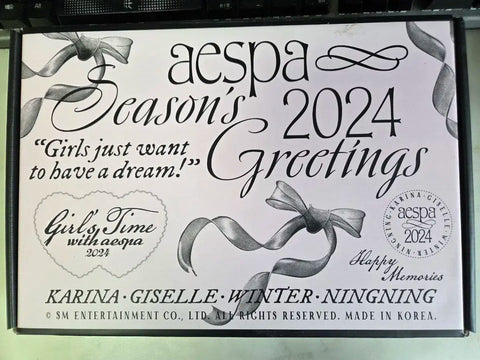 aespa
Season's 2024
Greetings
"Girls just want
to have a dream!"
Girl's Time
with aespa
2024
KARINA·GISELLE·WINTER·NINGNING
aespa
2024
Happy
Memories
KARINA·GISELLE·WINTER·NINGNING
© SM ENTERTAINMENT CO., LTD. ALL RIGHTS RESERVED. MADE IN KOREA.